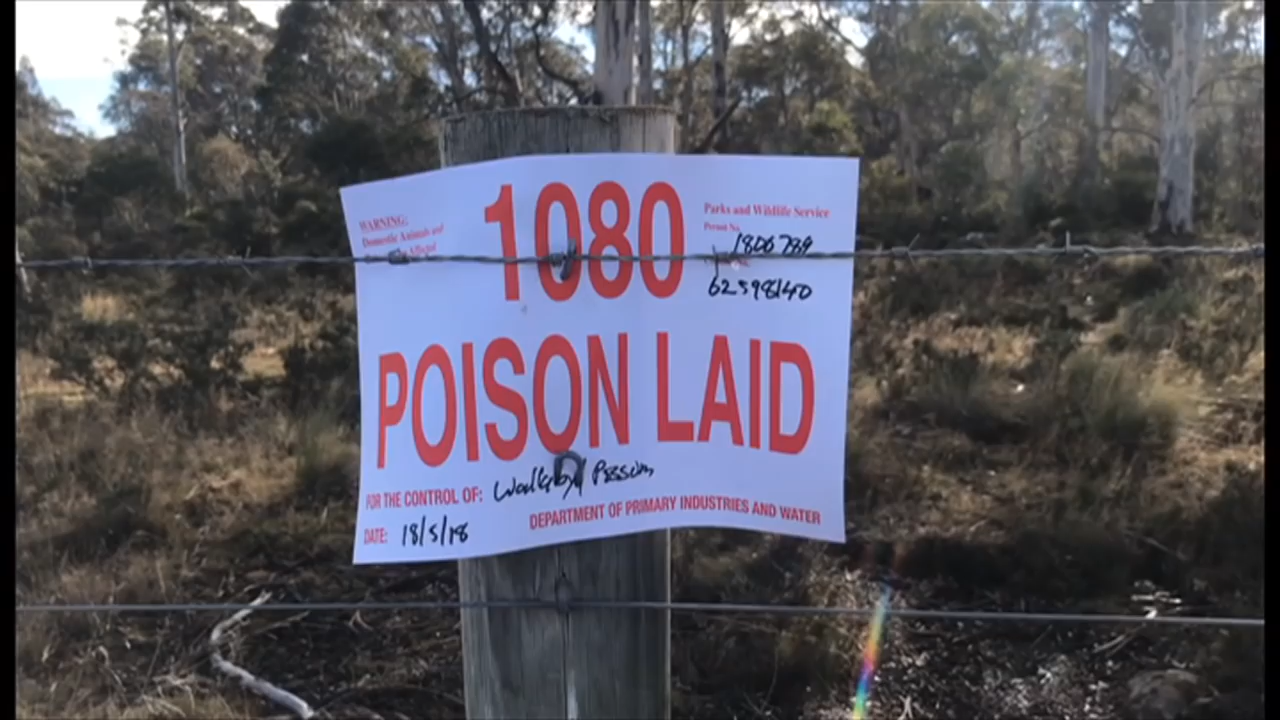 WARNING:
Domestic Animals and
1080
Parks and Wildlife Service
Permit No.
1800 789
62598140
POISON LAID
FOR THE CONTROL OF: Wallaby / Possum
DATE: 18/5/18
DEPARTMENT OF PRIMARY INDUSTRIES AND WATER